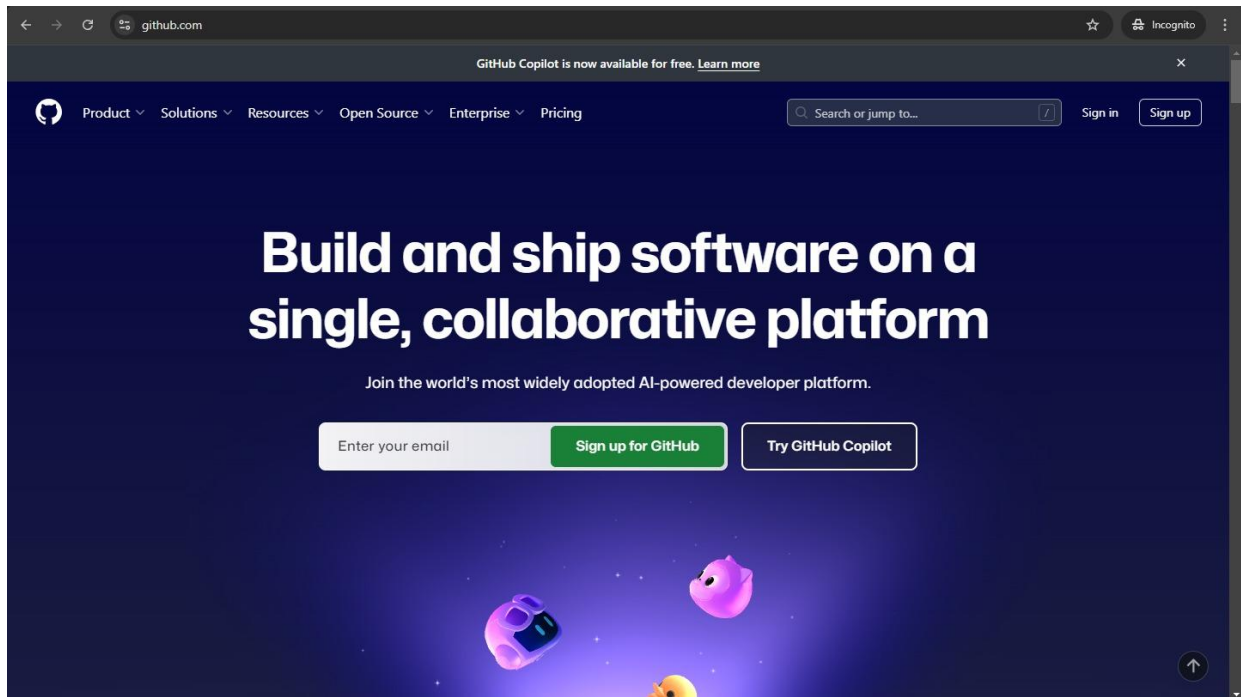 github.com
Incognito
GitHub Copilot is now available for free. Learn more
Product Solutions Resources Open Source Enterprise Pricing Search or jump to... / Sign in Sign up
Build and ship software on a
single, collaborative platform
Join the world's most widely adopted AI-powered developer platform.
Enter your email Sign up for GitHub Try GitHub Copilot